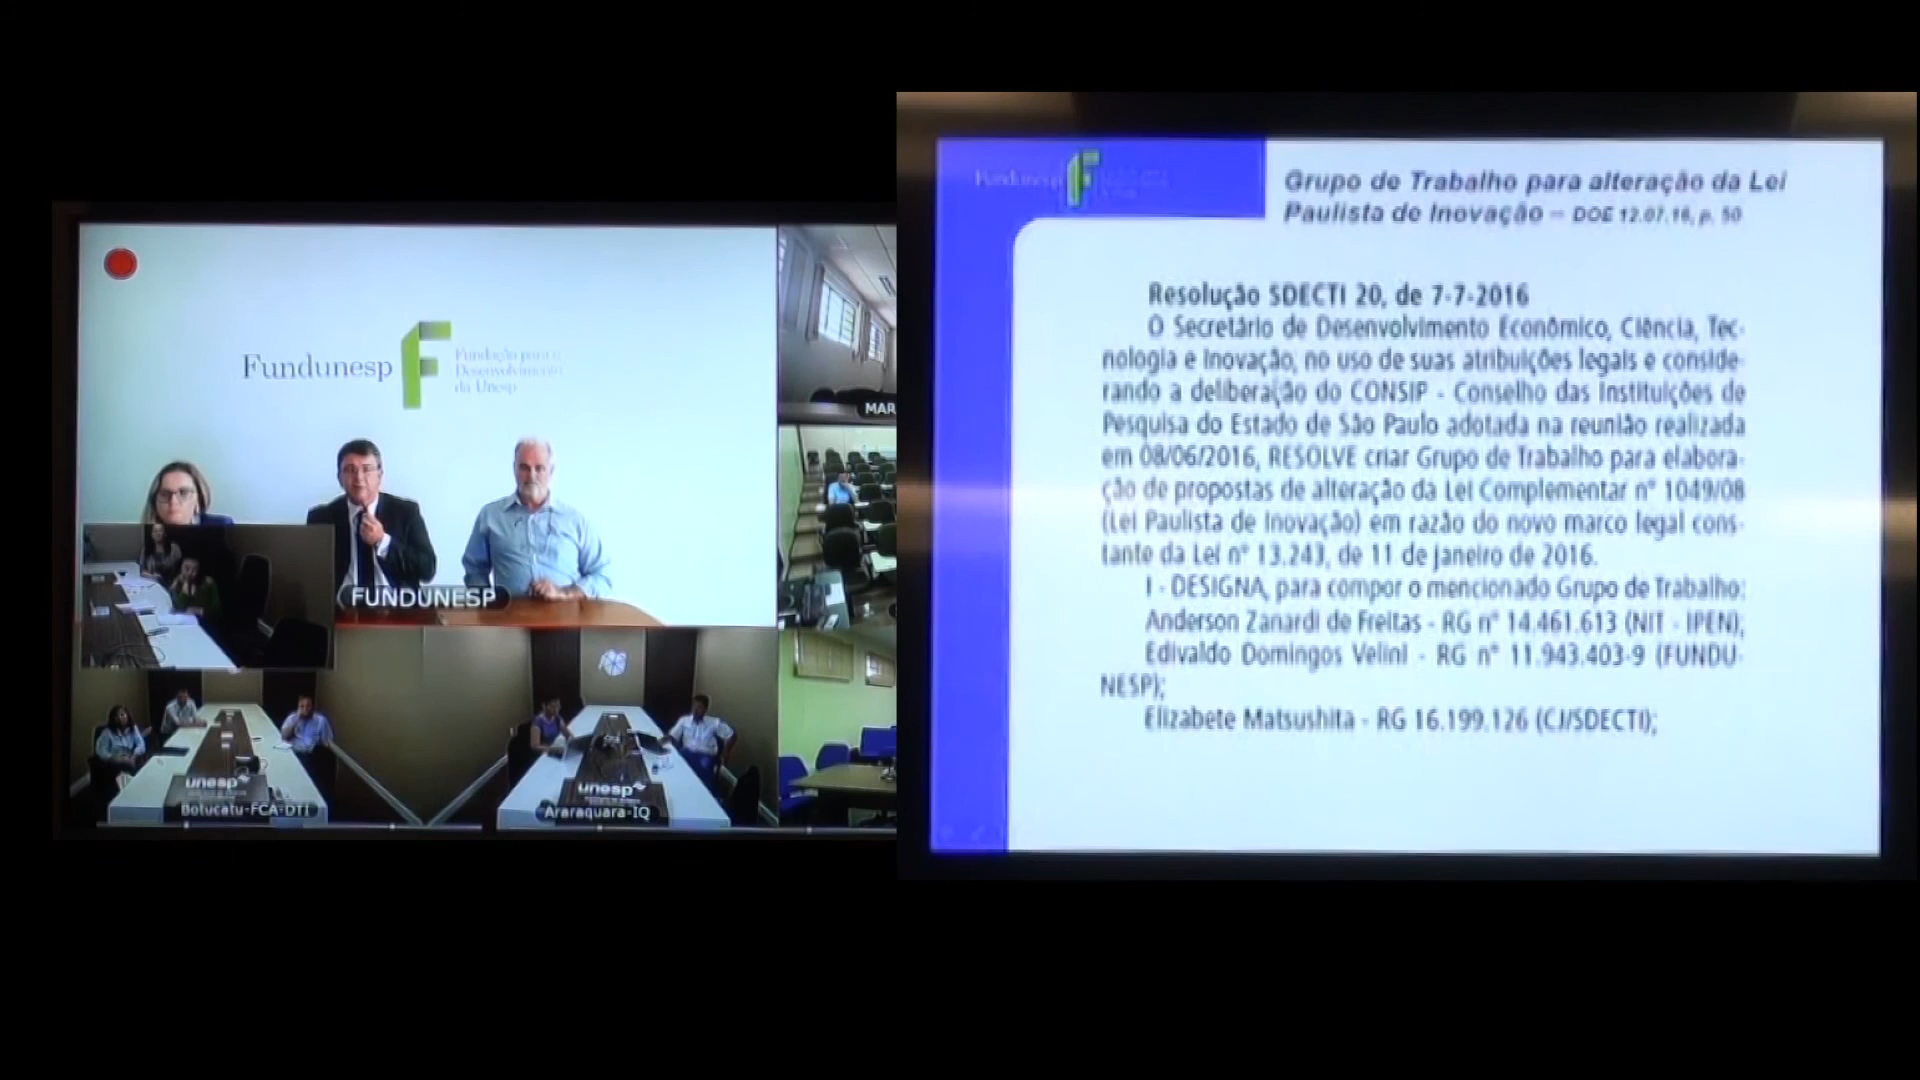 Fundunesp
Fundação para o
Desenvolvimento
da Unesp
MAR
FUNDUNESP
unesp
Botucatu-FCA-DTI
unesp
Araraquara-IQ
Fundunesp
Grupo de Trabalho para alteração da Lei
Paulista de Inovação – DOE 12.07.16, p. 50
Resolução SDECTI 20, de 7-7-2016
O Secretário de Desenvolvimento Econômico, Ciência, Tec-
nologia e Inovação, no uso de suas atribuições legais e conside-
rando a deliberação do CONSIP - Conselho das Instituições de
Pesquisa do Estado de São Paulo adotada na reunião realizada
em 08/06/2016, RESOLVE criar Grupo de Trabalho para elabora-
ção de propostas de alteração da Lei Complementar nº 1049/08
(Lei Paulista de Inovação) em razão do novo marco legal cons-
tante da Lei nº 13.243, de 11 de janeiro de 2016.
I - DESIGNA, para compor o mencionado Grupo de Trabalho:
Anderson Zanardi de Freitas - RG nº 14.461.613 (NIT - IPEN);
Edivaldo Domingos Velini - RG nº 11.943.403-9 (FUNDU-
NESP);
Elizabete Matsushita - RG 16.199.126 (CJ/SDECTI);